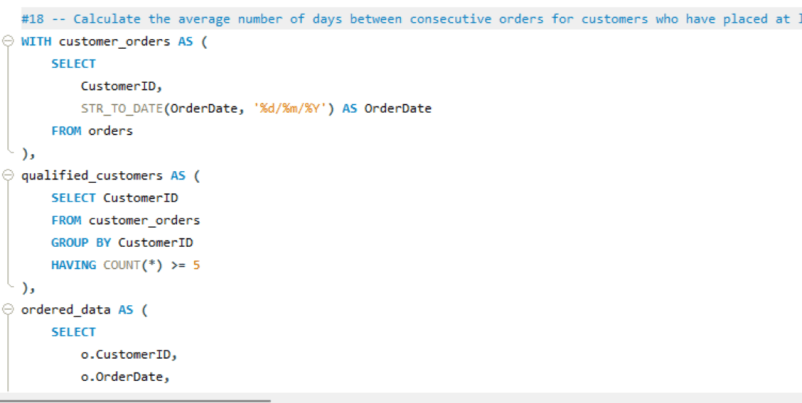 #18 -- Calculate the average number of days between consecutive orders for customers who have placed at
WITH customer_orders AS (
SELECT
CustomerID,
STR_TO_DATE(OrderDate, '%d/%m/%Y') AS OrderDate
FROM orders
),
qualified_customers AS (
SELECT CustomerID
FROM customer_orders
GROUP BY CustomerID
HAVING COUNT(*) >= 5
),
ordered_data AS (
SELECT
o.CustomerID,
o.OrderDate,